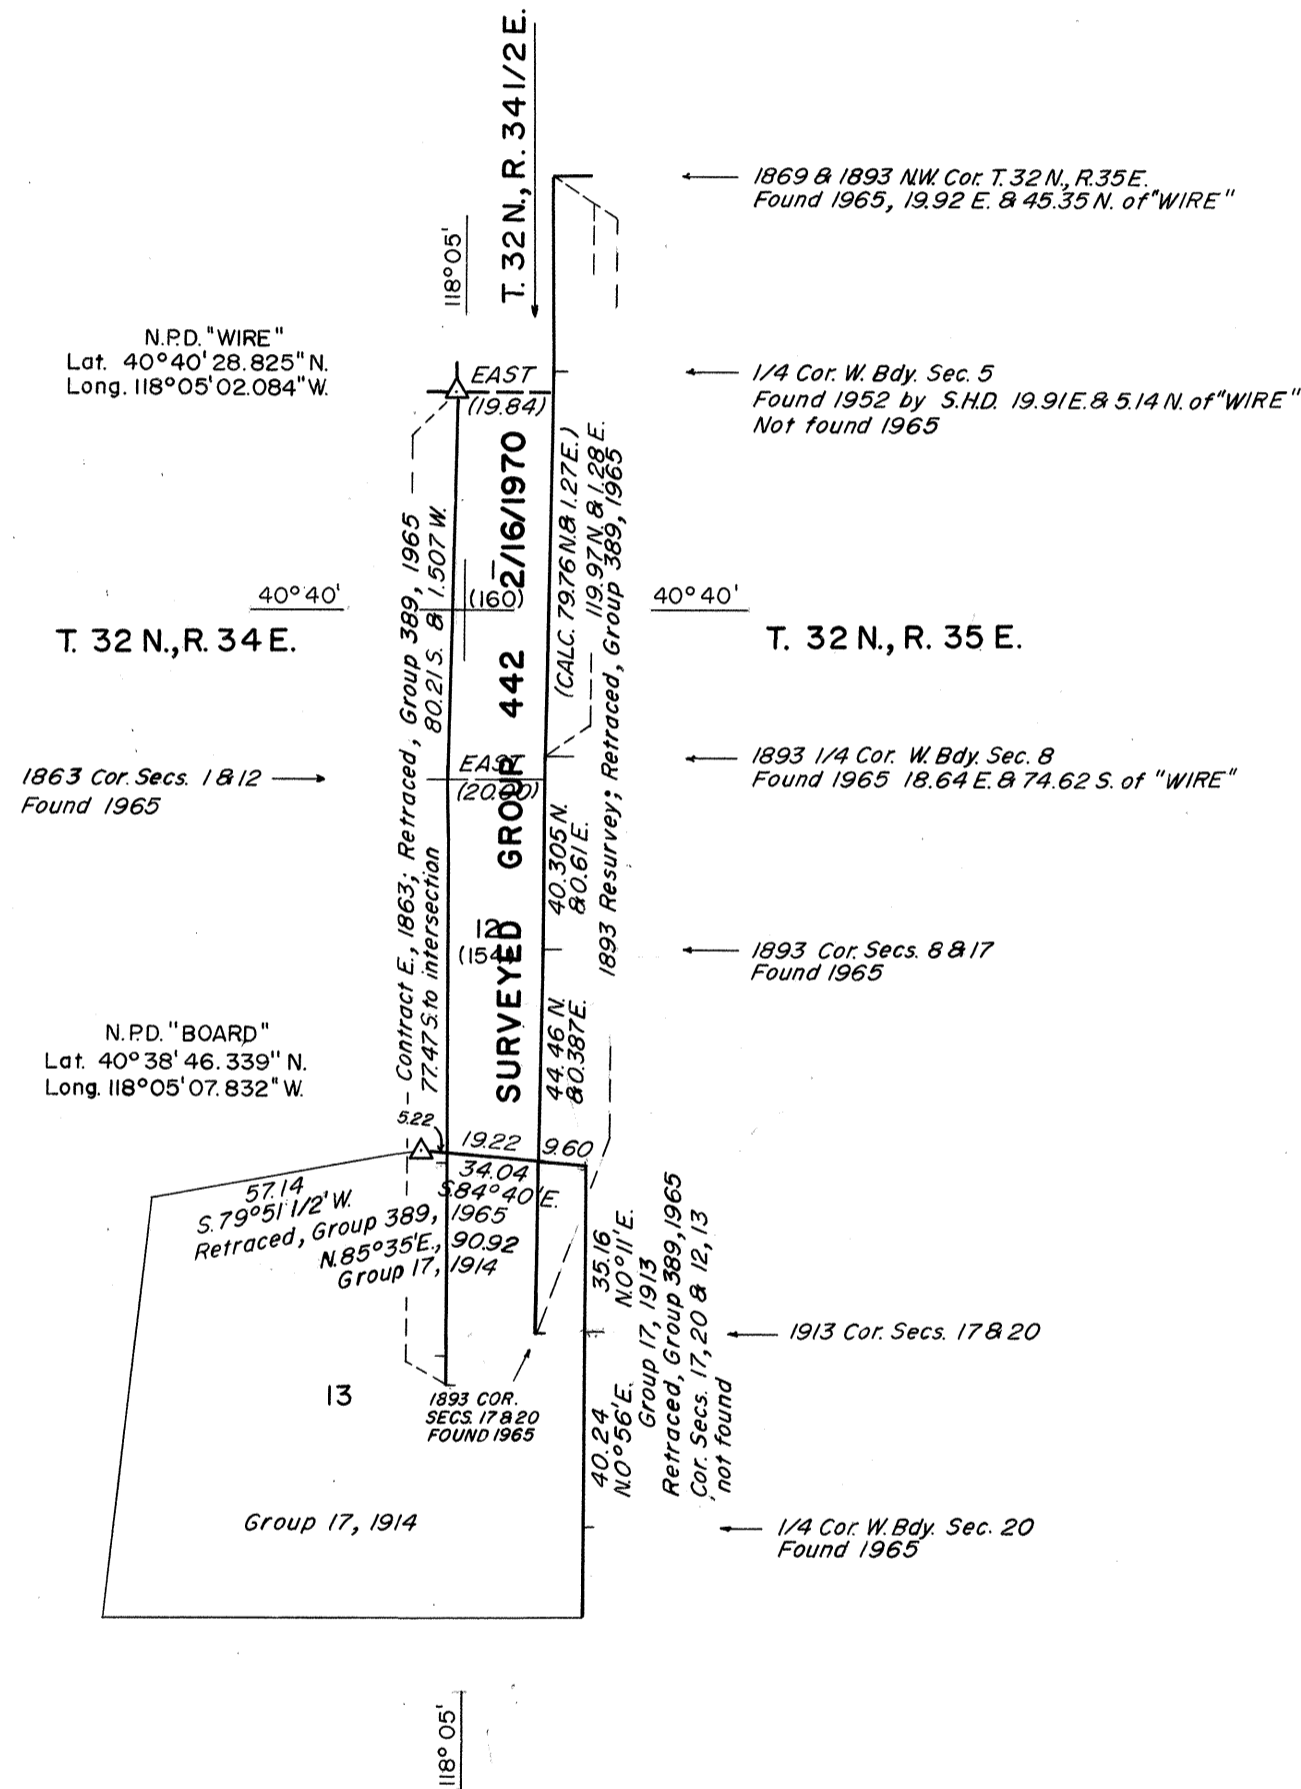 T. 32 N., R. 34 1/2 E.
1869 & 1893 N.W. Cor. T. 32 N., R. 35 E.
Found 1965, 19.92 E. & 45.35 N. of "WIRE"
118°05'
N.P.D. "WIRE"
Lat. 40°40'28.825" N.
Long. 118°05'02.084" W.
EAST
(19.84)
1/4 Cor. W. Bdy. Sec. 5
Found 1952 by S.H.D. 19.91 E. & 5.14 N. of "WIRE"
Not found 1965
SURVEYED GROUP 442 2/16/1970
Contract E., 1863; Retraced, Group 389, 1965
80.21 S. & 1.507 W.
77.47 S. to intersection
(CALC. 79.76 N. & 1.27 E.)
119.97 N. & 1.28 E.
1893 Resurvey; Retraced, Group 389, 1965
40°40'
(160)
40°40'
T. 32 N., R. 34 E.
T. 32 N., R. 35 E.
1863 Cor. Secs. 1 & 12
Found 1965
EAST
(20.00)
1893 1/4 Cor. W. Bdy. Sec. 8
Found 1965 18.64 E. & 74.62 S. of "WIRE"
40.305 N.
& 0.61 E.
12
(154
1893 Cor. Secs. 8 & 17
Found 1965
44.46 N.
& 0.387 E.
N.P.D. "BOARD"
Lat. 40°38'46.339" N.
Long. 118°05'07.832" W.
5.22
19.22
9.60
34.04
S. 84°40' E.
57.14
S. 79°51 1/2' W.
Retraced, Group 389, 1965
N. 85°35' E., 90.92
Group 17, 1914
35.16
N. 0°11' E.
40.24
N. 0°56' E.
Group 17, 1913
Retraced, Group 389, 1965
Cor. Secs. 17, 20 & 12, 13
not found
1913 Cor. Secs. 17 & 20
13
1893 COR.
SECS. 17 & 20
FOUND 1965
Group 17, 1914
1/4 Cor. W. Bdy. Sec. 20
Found 1965
118° 05'